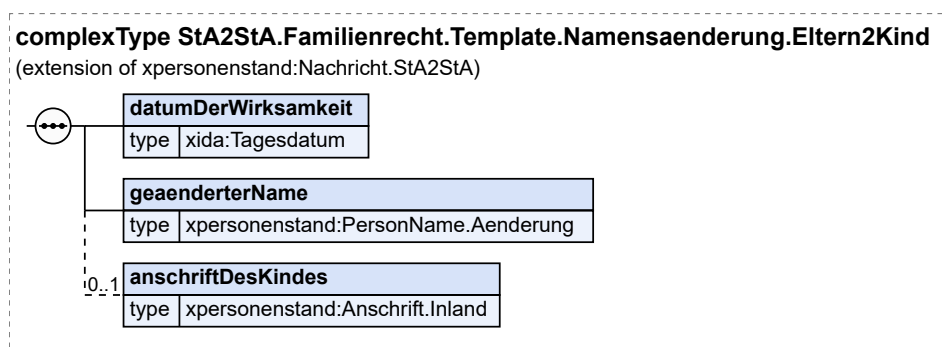 complexType StA2StA.Familienrecht.Template.Namensaenderung.Eltern2Kind
(extension of xpersonenstand:Nachricht.StA2StA)
datumDerWirksamkeit
type xida:Tagesdatum
geaenderterName
type xpersonenstand:PersonName.Aenderung
0..1
anschriftDesKindes
type xpersonenstand:Anschrift.Inland